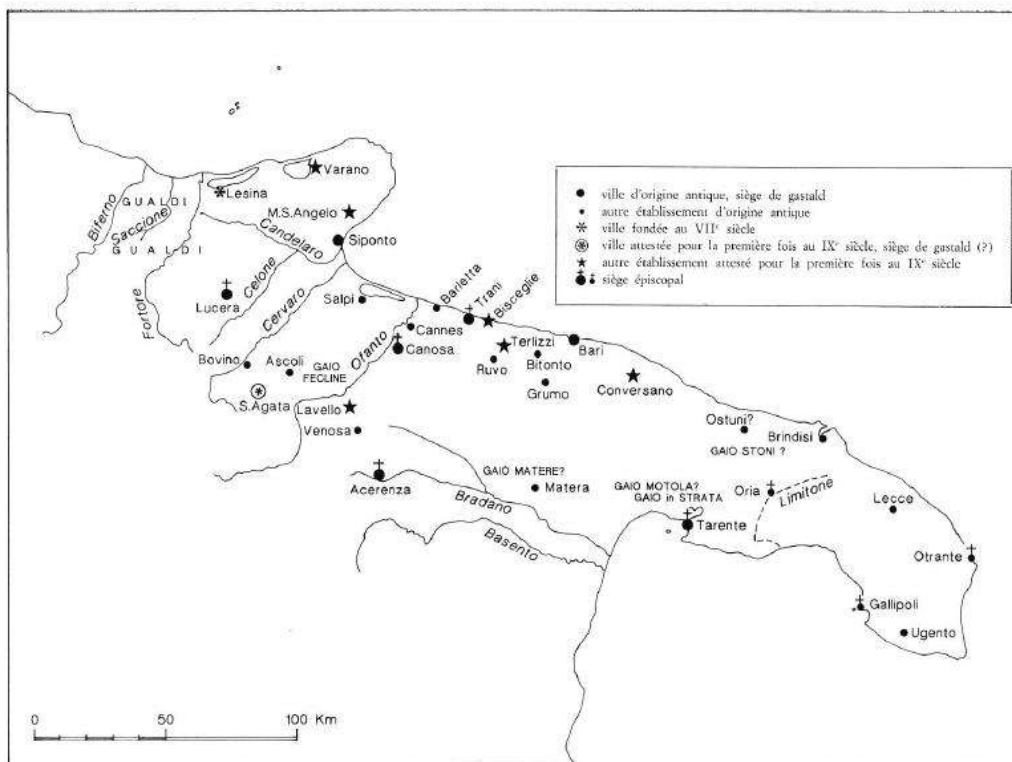 Varano
Lesina
GUALDI
Biferno
Saccione
GUALDI
M.S.Angelo
Siponto
Candelaro
Celone
Lucera
Cervaro
Fortore
Salpi
Barletta
Trani
Bisceglie
Cannes
Ofanto
Canosa
Terlizzi
Ruvo
Bitonto
Bari
Grumo
Conversano
Bovino
Ascoli
GAIO
FECLINE
S.Agata
Lavello
Venosa
Ostuni?
Brindisi
GAIO STONI ?
Acerenza
GAIO MATERE?
Matera
GAIO MOTOLA?
GAIO in STRATA
Oria
Limitone
Lecce
Bradano
Basento
Tarente
Otrante
Gallipoli
Ugento
ville d'origine antique, siège de gastald
autre établissement d'origine antique
ville fondée au VIIe siècle
ville attestée pour la première fois au IXe siècle, siège de gastald (?)
autre établissement attesté pour la première fois au IXe siècle
siège épiscopal
0 50 100 Km